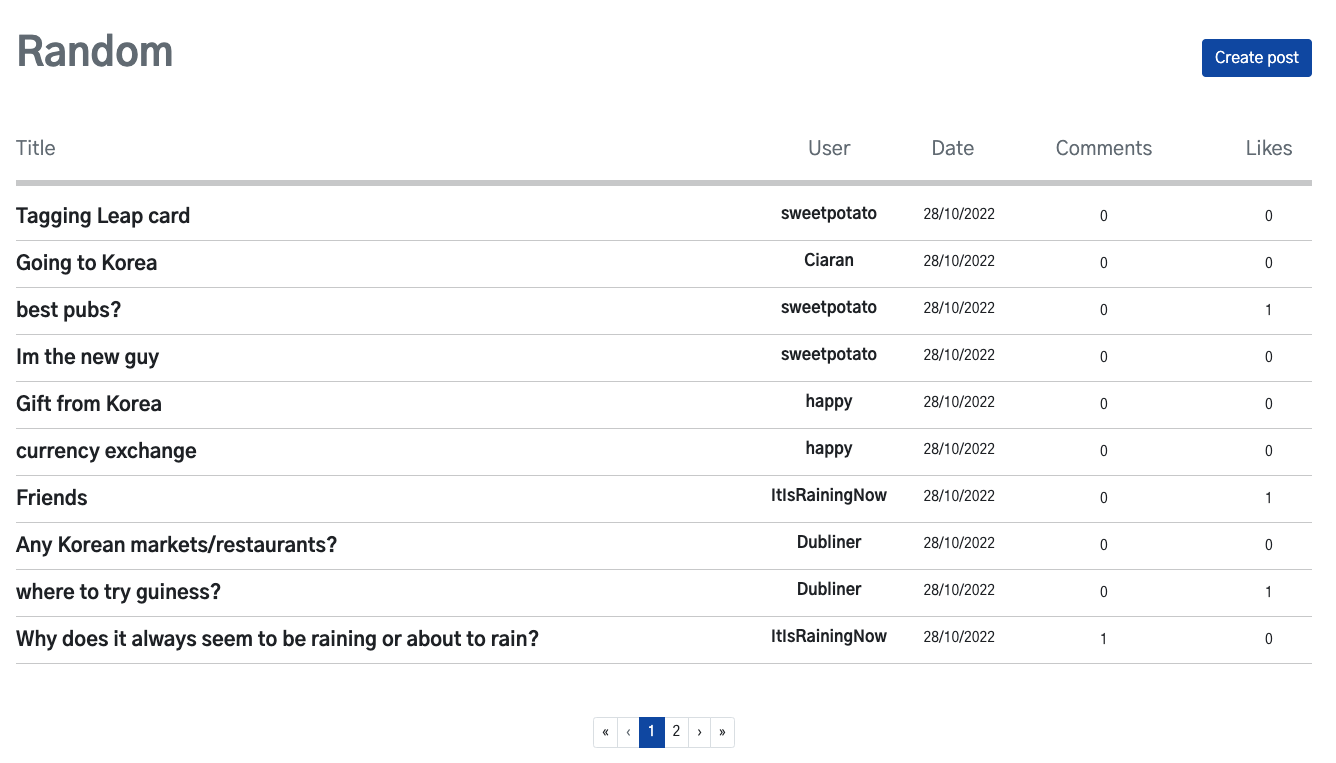 Random
Create post
Title User Date Comments Likes
Tagging Leap card sweetpotato 28/10/2022 0 0
Going to Korea Ciaran 28/10/2022 0 0
best pubs? sweetpotato 28/10/2022 0 1
Im the new guy sweetpotato 28/10/2022 0 0
Gift from Korea happy 28/10/2022 0 0
currency exchange happy 28/10/2022 0 0
Friends ItIsRainingNow 28/10/2022 0 1
Any Korean markets/restaurants? Dubliner 28/10/2022 0 0
where to try guiness? Dubliner 28/10/2022 0 1
Why does it always seem to be raining or about to rain? ItIsRainingNow 28/10/2022 1 0
« ‹ 1 2 › »